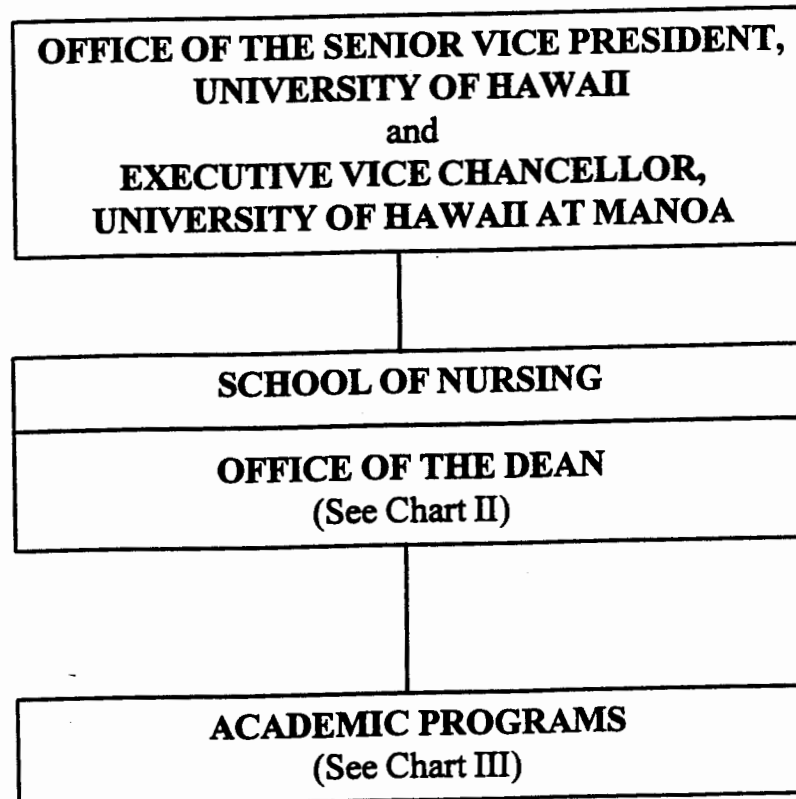 OFFICE OF THE SENIOR VICE PRESIDENT,
UNIVERSITY OF HAWAII
and
EXECUTIVE VICE CHANCELLOR,
UNIVERSITY OF HAWAII AT MANOA
SCHOOL OF NURSING
OFFICE OF THE DEAN
(See Chart II)
ACADEMIC PROGRAMS
(See Chart III)